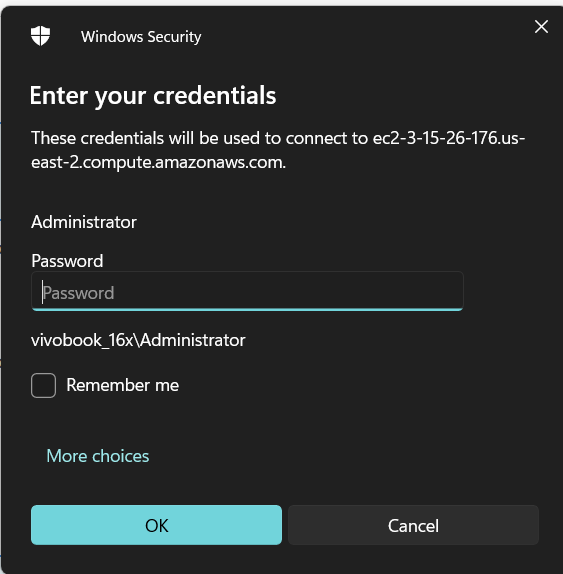 Windows Security
Enter your credentials
These credentials will be used to connect to ec2-3-15-26-176.us-
east-2.compute.amazonaws.com.
Administrator
Password
Password
vivobook_16x\Administrator
Remember me
More choices
OK
Cancel